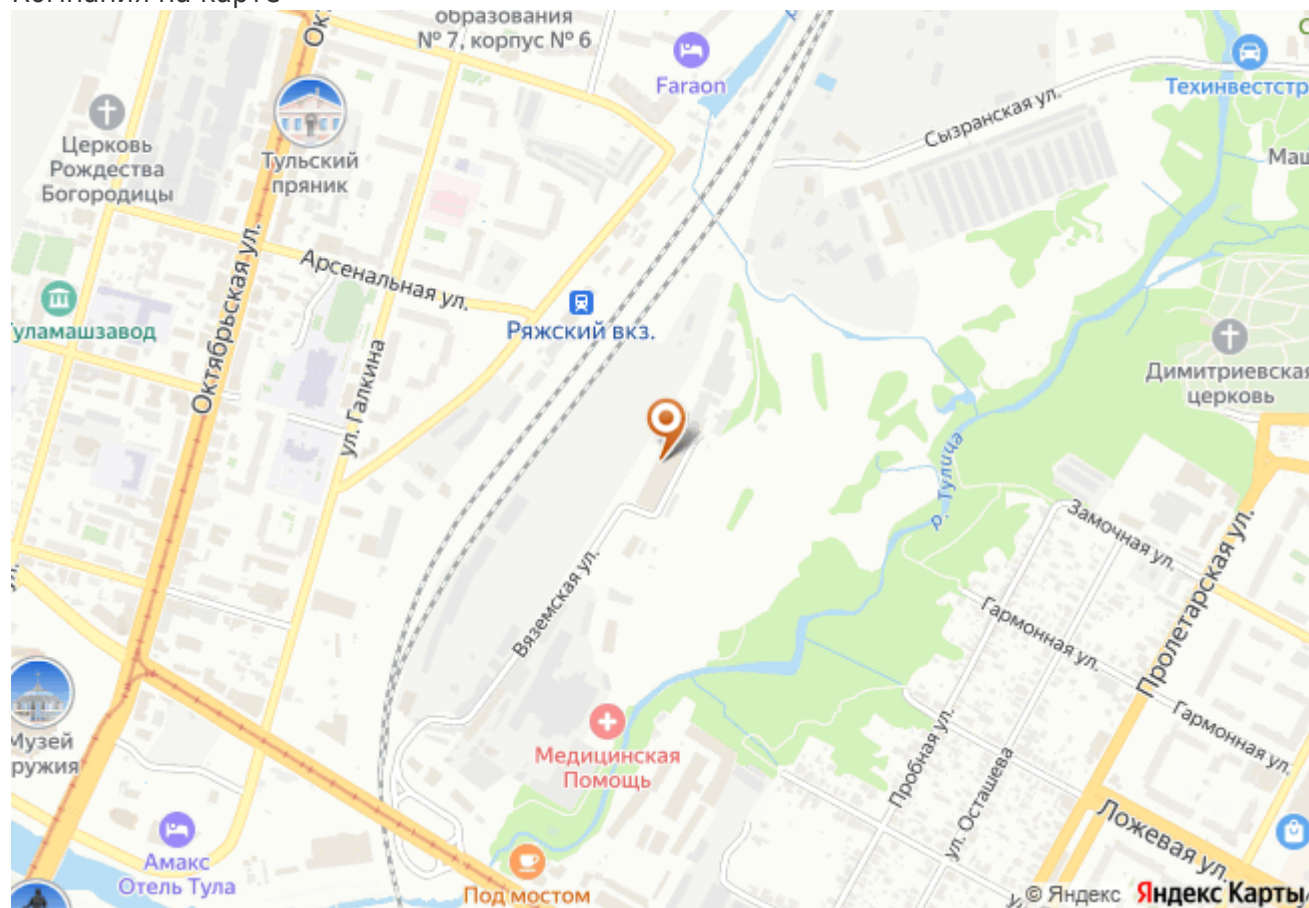 образования
№ 7, корпус № 6
Faraon
Техинвестстр
Сызранская ул.
Церковь
Рождества
Богородицы
Тульский
пряник
Маш
Октябрьская ул.
Арсенальная ул.
Ряжский вкз.
уламашзавод
ул. Галкина
Димитриевская
церковь
р. Тулица
Замочная ул.
Вяземская ул.
Гармонная ул.
Пролетарская ул.
Музей
ружия
Медицинская
Помощь
Пробная ул.
ул. Осташева
Гармонная ул.
Ложевая ул.
Амакс
Отель Тула
Под мостом
© Яндекс Яндекс Карты